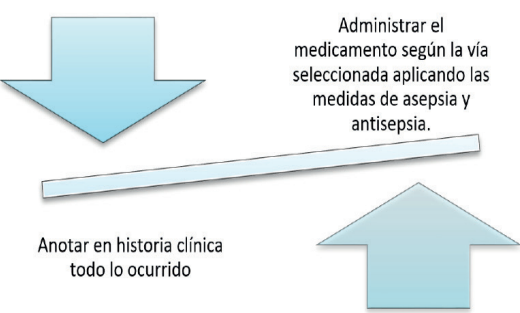 Administrar el
medicamento según la vía
seleccionada aplicando las
medidas de asepsia y
antisepsia.
Anotar en historia clínica
todo lo ocurrido